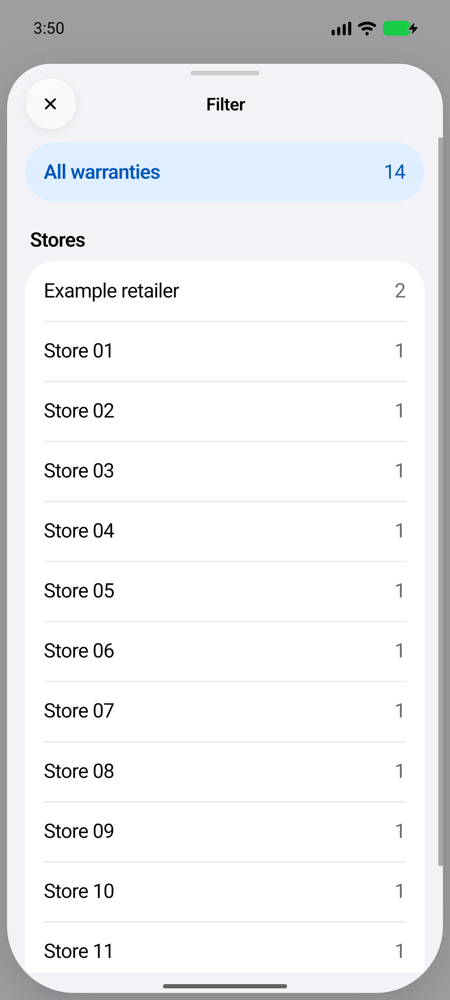 3:50
Filter
All warranties 14
Stores
Example retailer 2
Store 01 1
Store 02 1
Store 03 1
Store 04 1
Store 05 1
Store 06 1
Store 07 1
Store 08 1
Store 09 1
Store 10 1
Store 11 1